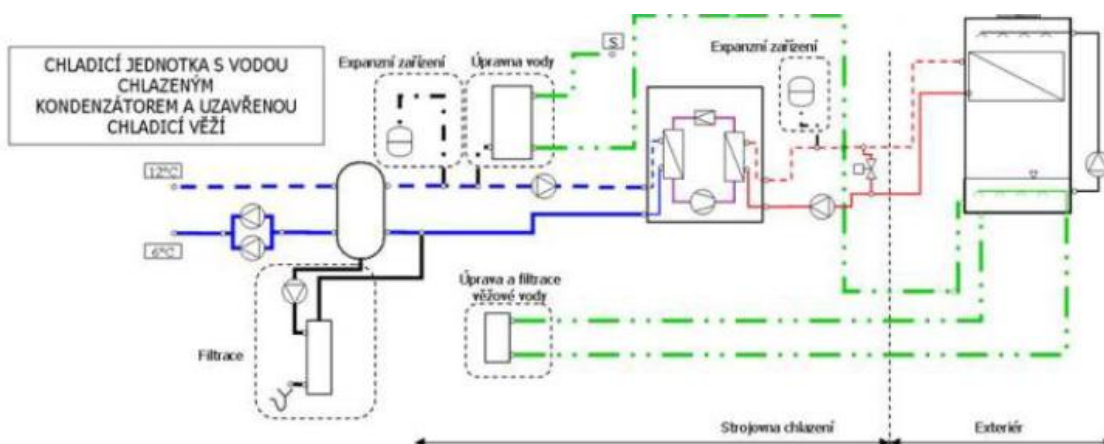 CHLADICÍ JEDNOTKA S VODOU
CHLAZENÝM
KONDENZÁTOREM A UZAVŘENOU
CHLADICÍ VĚŽÍ
Expanzní zařízení
Úpravna vody
S
Expanzní zařízení
12°C
6°C
Úprava a filtrace
věžové vody
Filtrace
Strojovna chlazení
Exteriér